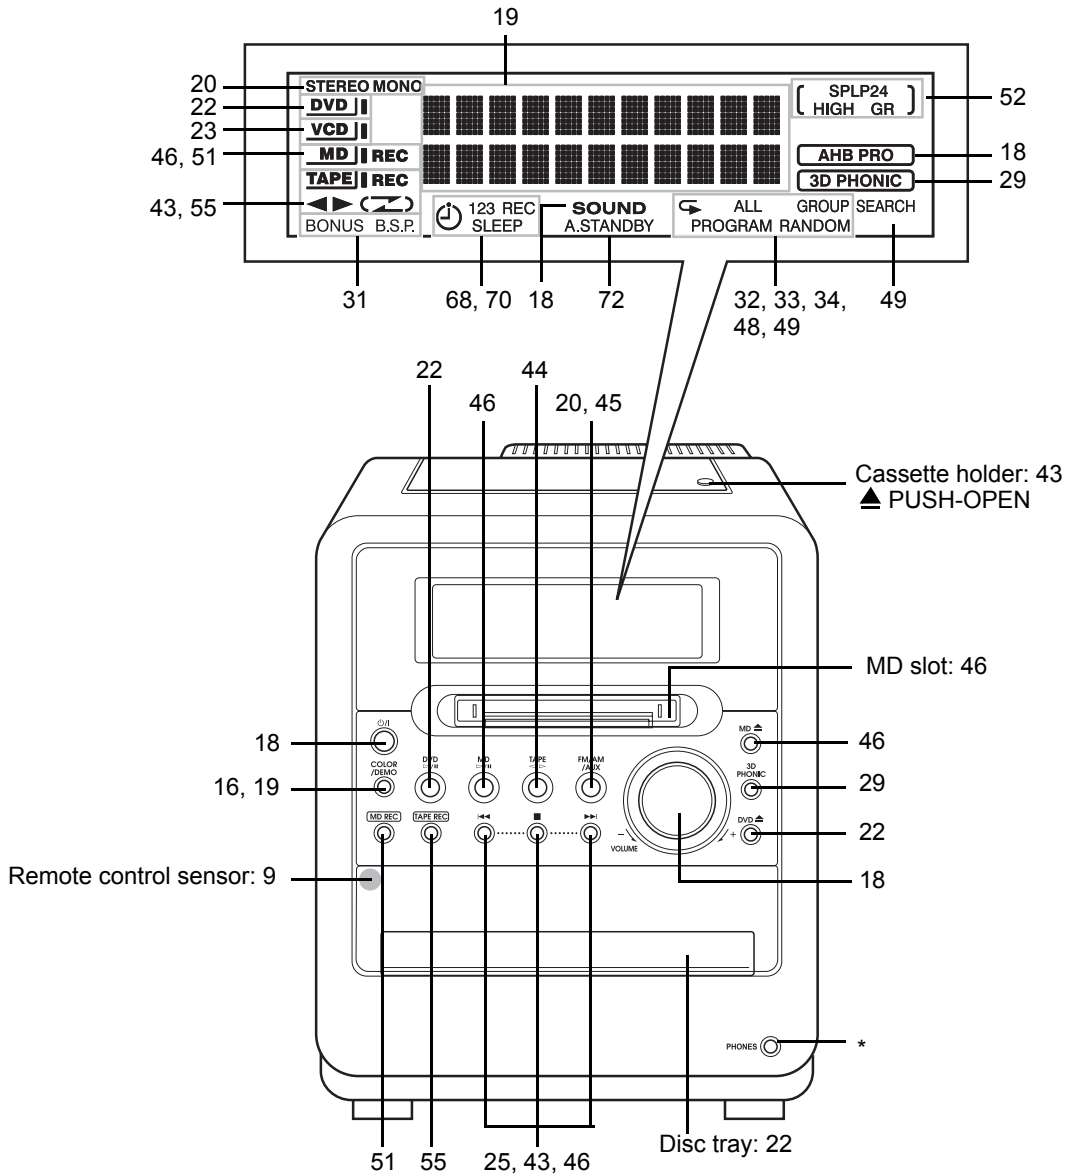 19
20
STEREO MONO
SPLP24
HIGH GR
52
22
DVD
23
VCD
46, 51
MD REC
AHB PRO
18
TAPE REC
3D PHONIC
29
43, 55
BONUS B.S.P.
123 REC
SLEEP
SOUND
A.STANDBY
ALL GROUP SEARCH
PROGRAM RANDOM
31
68, 70
18
72
32, 33, 34,
48, 49
49
22
44
46
20, 45
Cassette holder: 43
⏏ PUSH-OPEN
MD slot: 46
⏻/I
18
COLOR
/DEMO
16, 19
DVD
MD
TAPE
FM/AM
/AUX
MD ⏏
46
3D
PHONIC
29
DVD ⏏
22
MD REC
TAPE REC
⏮ ■ ⏭
– +
VOLUME
18
Remote control sensor: 9
PHONES
*
Disc tray: 22
51
55
25, 43, 46